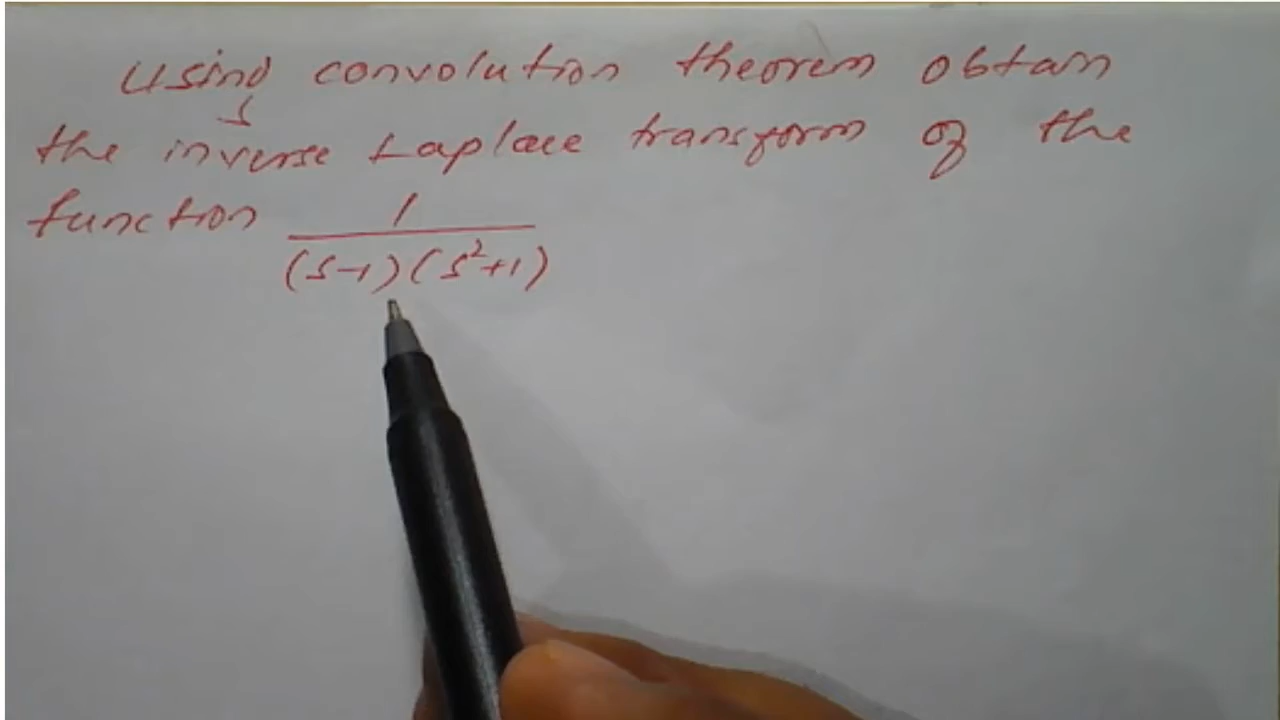 Using convolution theorem obtain
the inverse Laplace transform of the
function 1/((s-1)(s²+1))